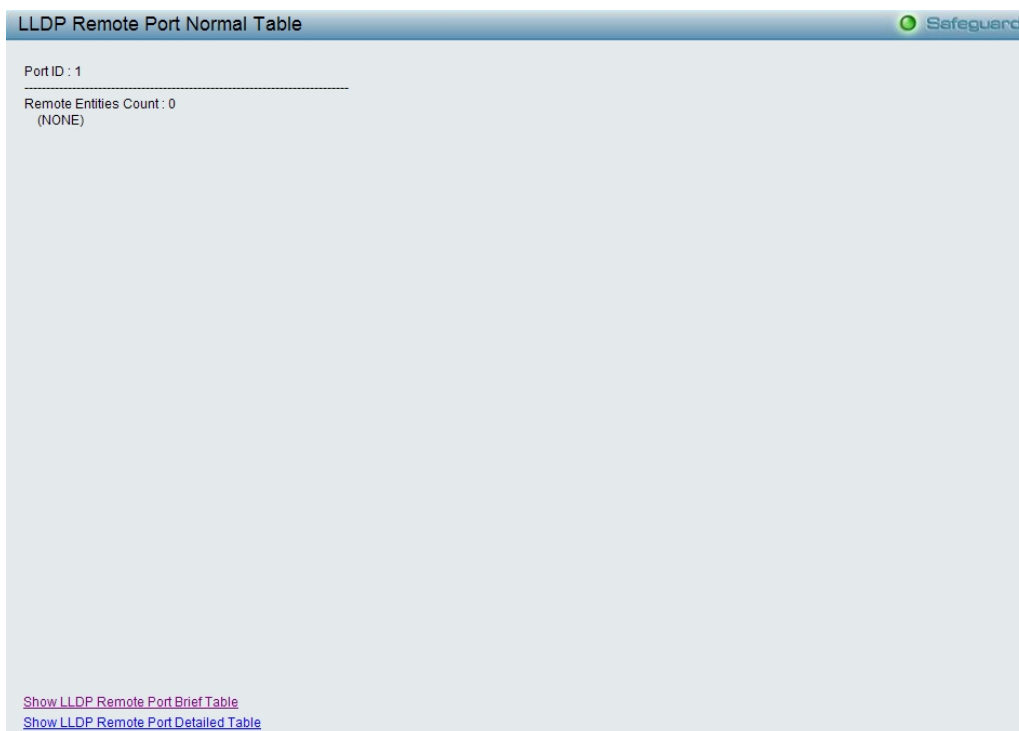 LLDP Remote Port Normal Table
Safeguard
Port ID : 1
--------------------------------------------------------------------------------
Remote Entities Count : 0
(NONE)
Show LLDP Remote Port Brief Table
Show LLDP Remote Port Detailed Table